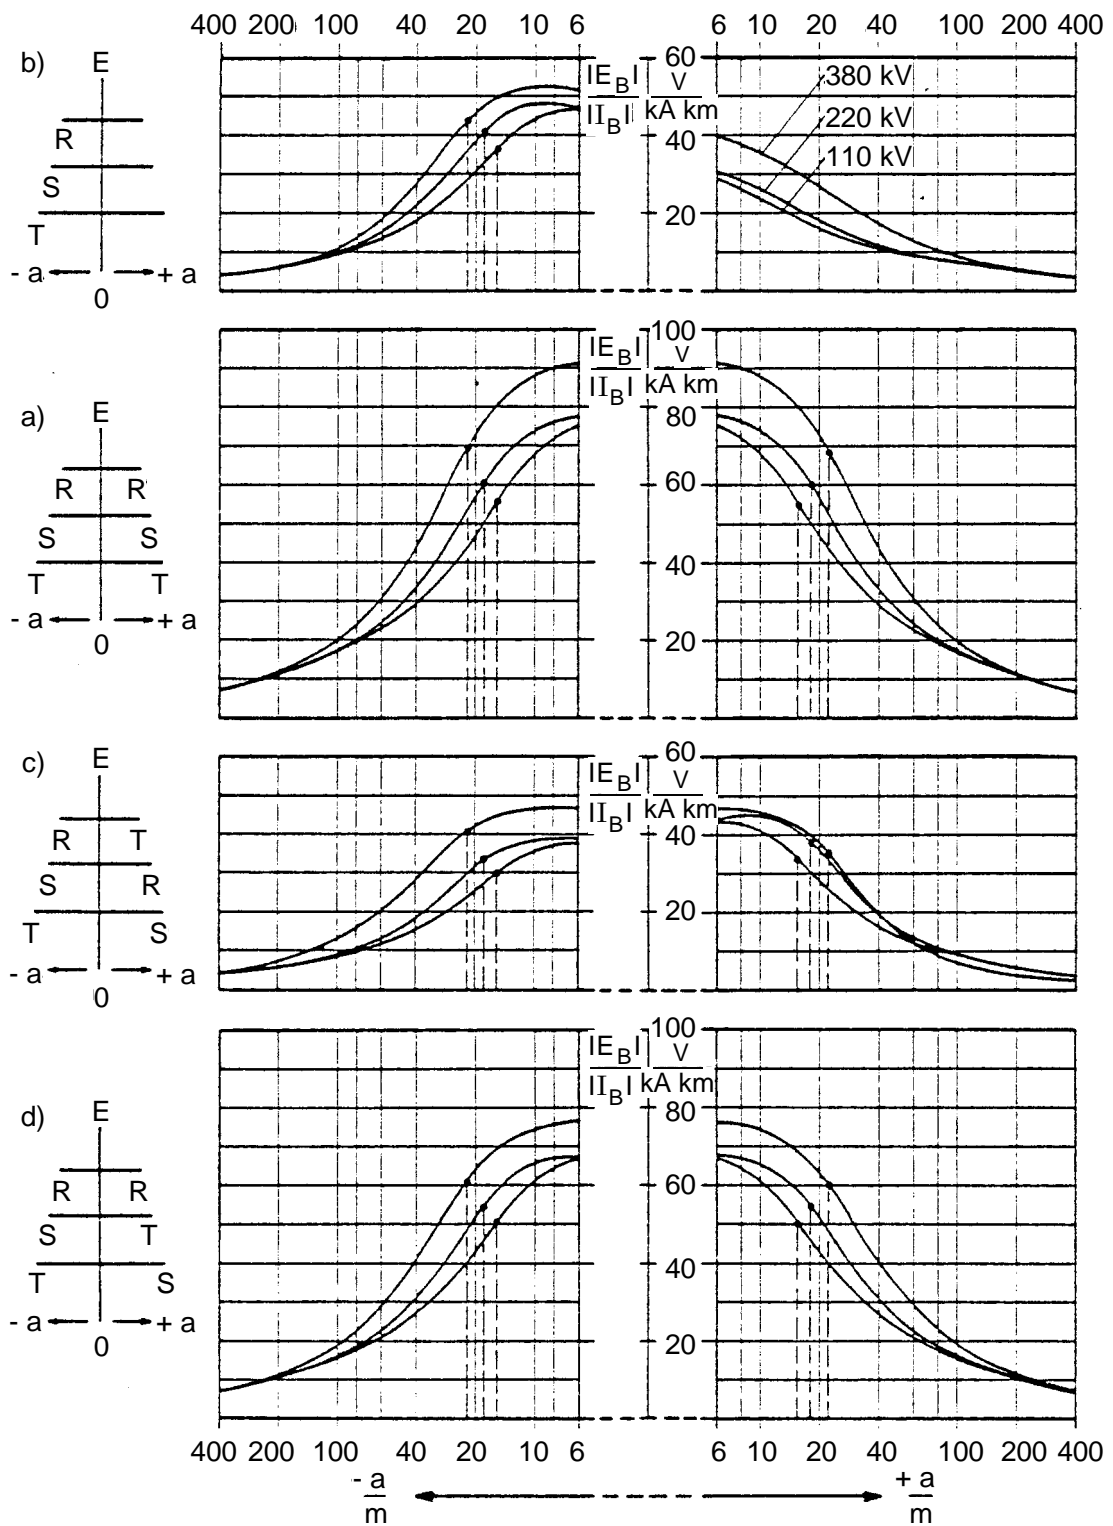 400 200 100 40 20 10 6 6 10 20 40 100 200 400
b) E
R
S
T
- a + a
0
|E_B| V
|I_B| kA km
60
40
20
380 kV
220 kV
110 kV
a) E
R R
S S
T T
- a + a
0
|E_B| V
|I_B| kA km
100
80
60
40
20
c) E
R T
S R
T S
- a + a
0
|E_B| V
|I_B| kA km
60
40
20
d) E
R R
S T
T S
- a + a
0
|E_B| V
|I_B| kA km
100
80
60
40
20
400 200 100 40 20 10 6 6 10 20 40 100 200 400
- a
m
+ a
m